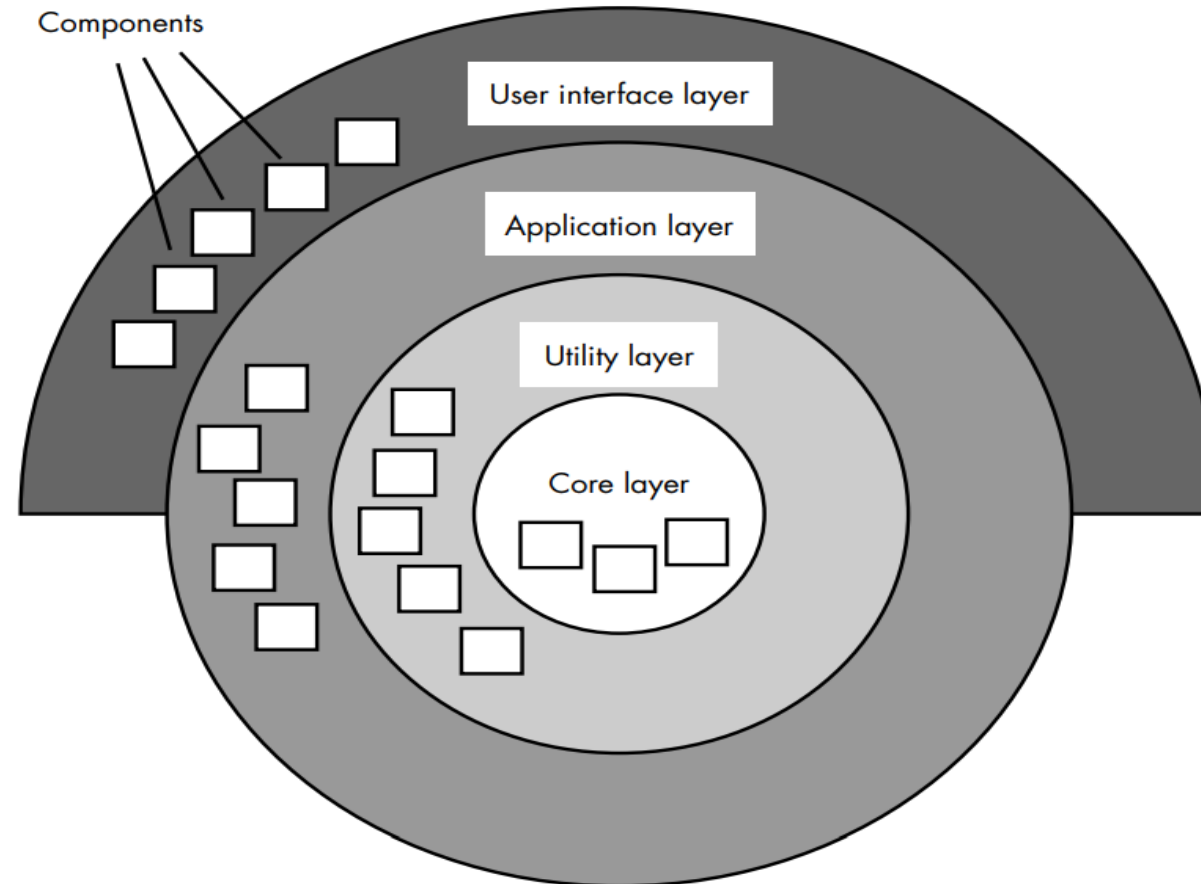 Components
User interface layer
Application layer
Utility layer
Core layer